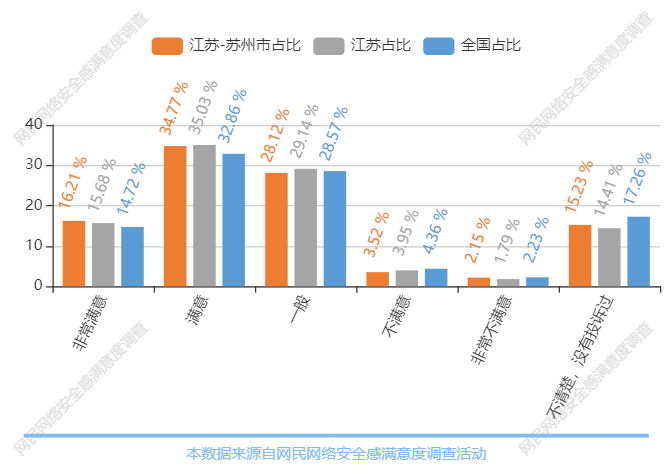 江苏-苏州市占比 江苏占比 全国占比
40
30
20
10
0
16.21 % 15.68 % 14.72 %
34.77 % 35.03 % 32.86 %
28.12 % 29.14 % 28.57 %
3.52 % 3.95 % 4.36 %
2.15 % 1.79 % 2.23 %
15.23 % 14.41 % 17.26 %
非常满意
满意
一般
不满意
非常不满意
不清楚，没有投诉过
网民网络安全感满意度调查
网民网络安全感满意度调查
网民网络安全感满意度调查
网民网络安全感满意度调查
本数据来源自网民网络安全感满意度调查活动